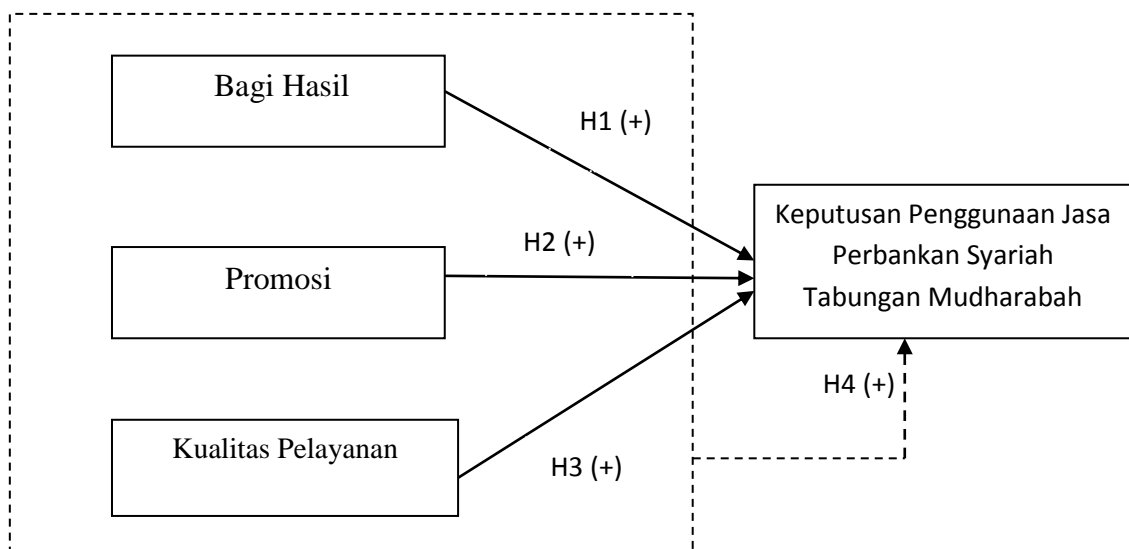 Bagi Hasil
H1 (+)
Keputusan Penggunaan Jasa
Perbankan Syariah
Tabungan Mudharabah
H2 (+)
Promosi
H4 (+)
Kualitas Pelayanan
H3 (+)